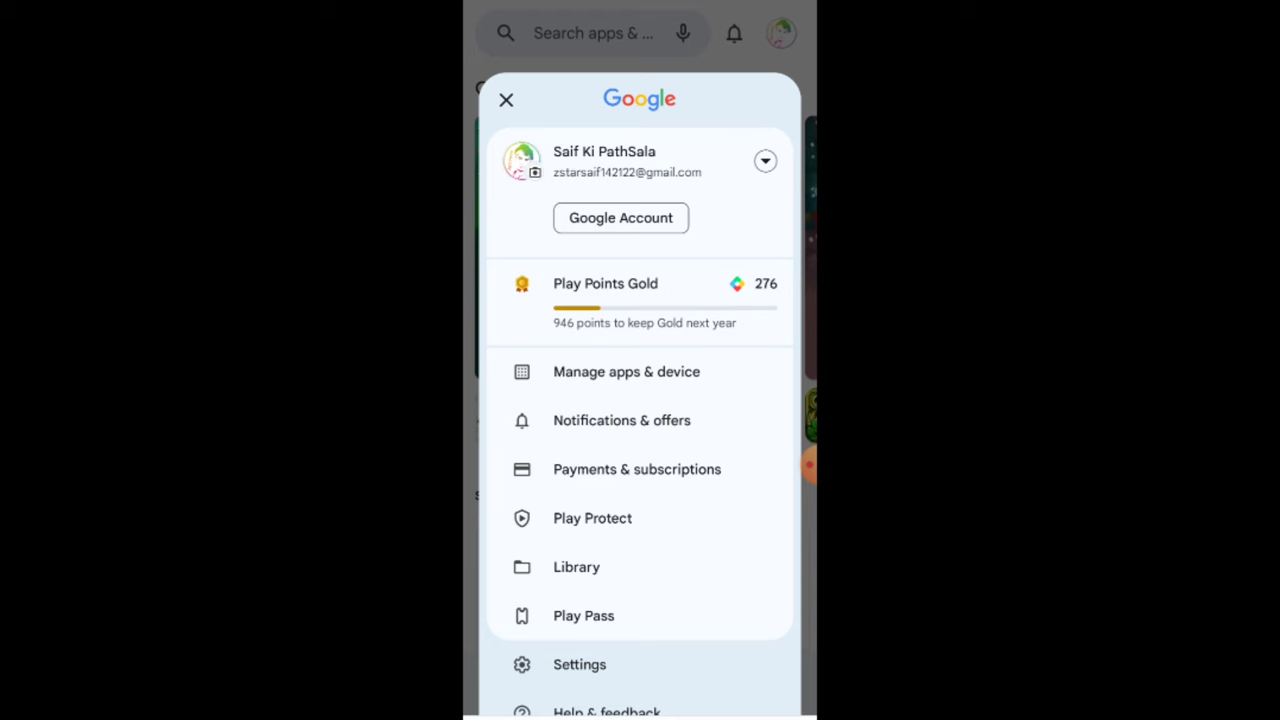 Search apps & ...
Google
Saif Ki PathSala
zstarsaif142122@gmail.com
Google Account
Play Points Gold
276
946 points to keep Gold next year
Manage apps & device
Notifications & offers
Payments & subscriptions
Play Protect
Library
Play Pass
Settings
Help & feedback